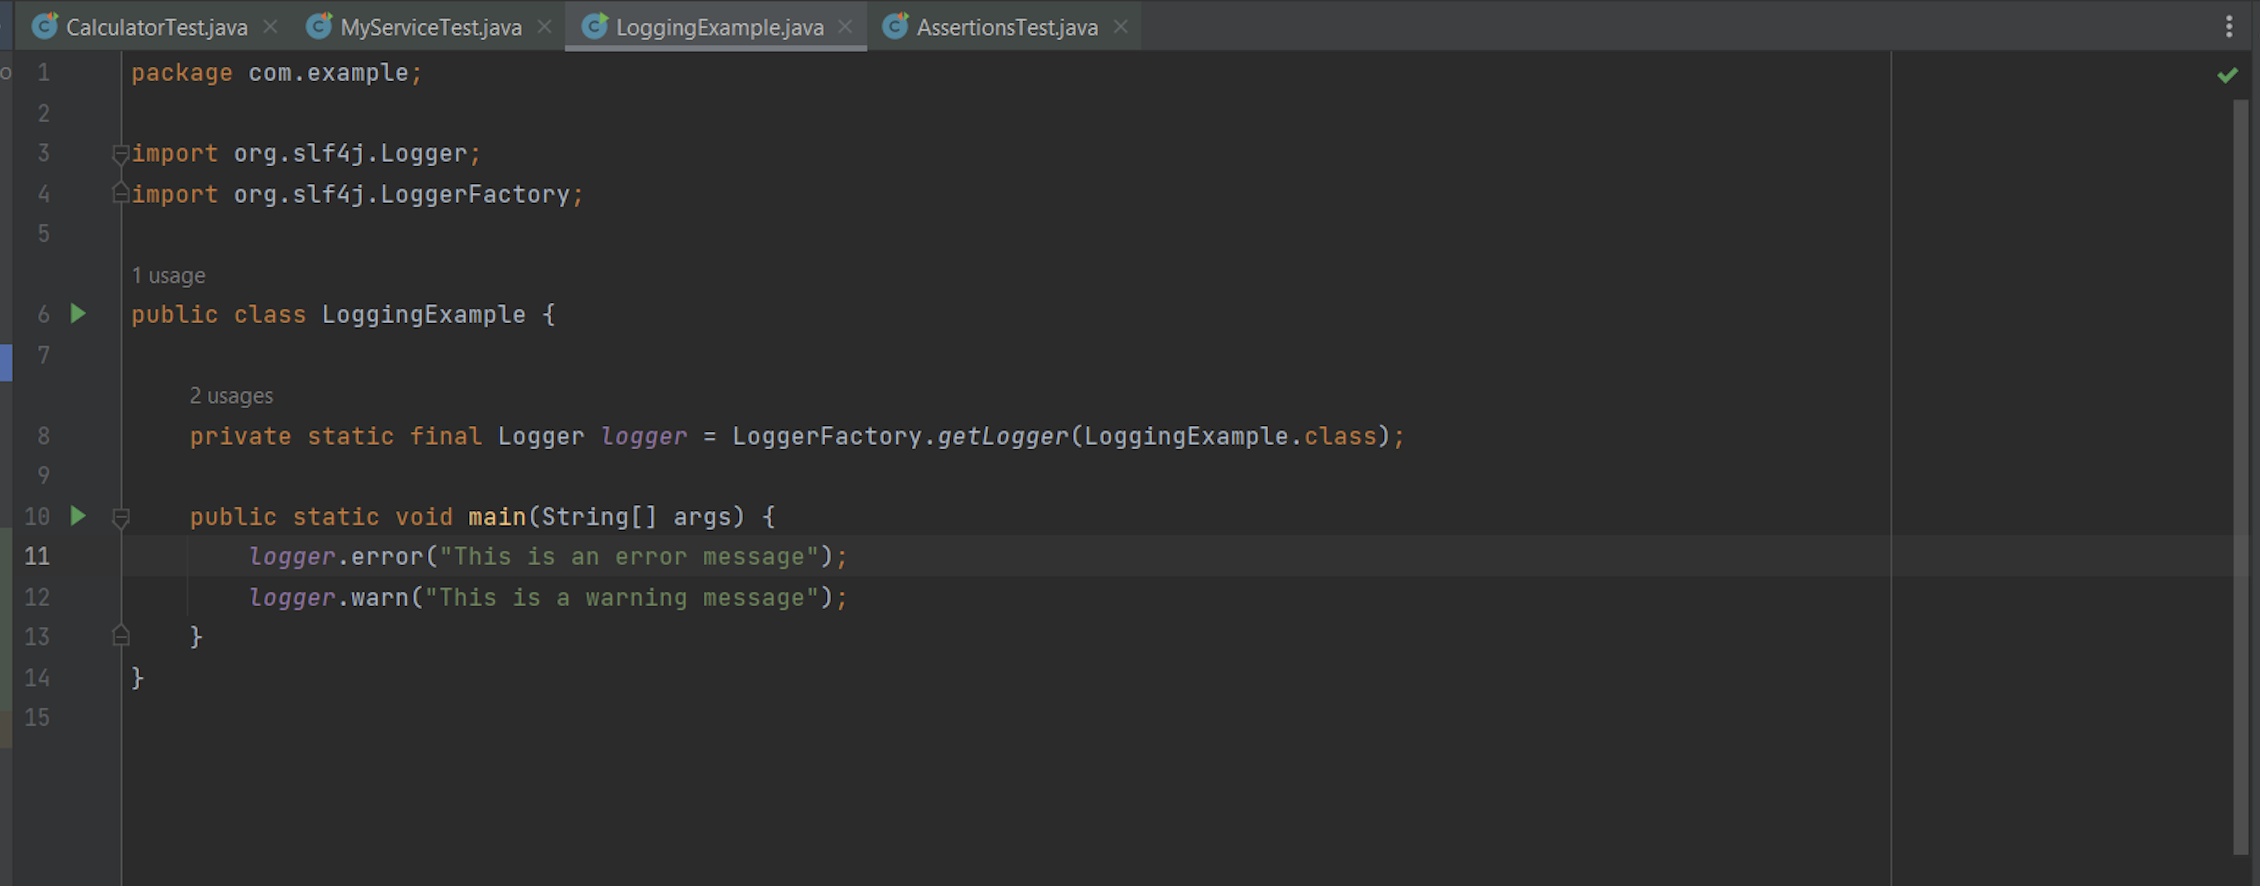 CalculatorTest.java MyServiceTest.java LoggingExample.java AssertionsTest.java
1 package com.example;
2
3 import org.slf4j.Logger;
4 import org.slf4j.LoggerFactory;
5
1 usage
6 public class LoggingExample {
7
2 usages
8 private static final Logger logger = LoggerFactory.getLogger(LoggingExample.class);
9
10 public static void main(String[] args) {
11 logger.error("This is an error message");
12 logger.warn("This is a warning message");
13 }
14 }
15